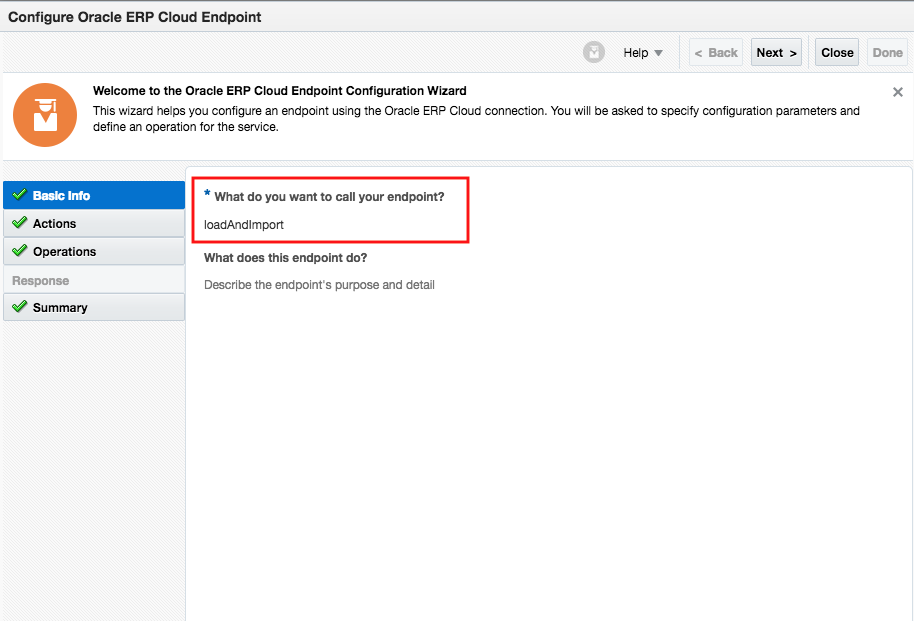 Configure Oracle ERP Cloud Endpoint
Help
< Back
Next >
Close
Done
Welcome to the Oracle ERP Cloud Endpoint Configuration Wizard
This wizard helps you configure an endpoint using the Oracle ERP Cloud connection. You will be asked to specify configuration parameters and
define an operation for the service.
Basic Info
Actions
Operations
Response
Summary
* What do you want to call your endpoint?
loadAndImport
What does this endpoint do?
Describe the endpoint's purpose and detail